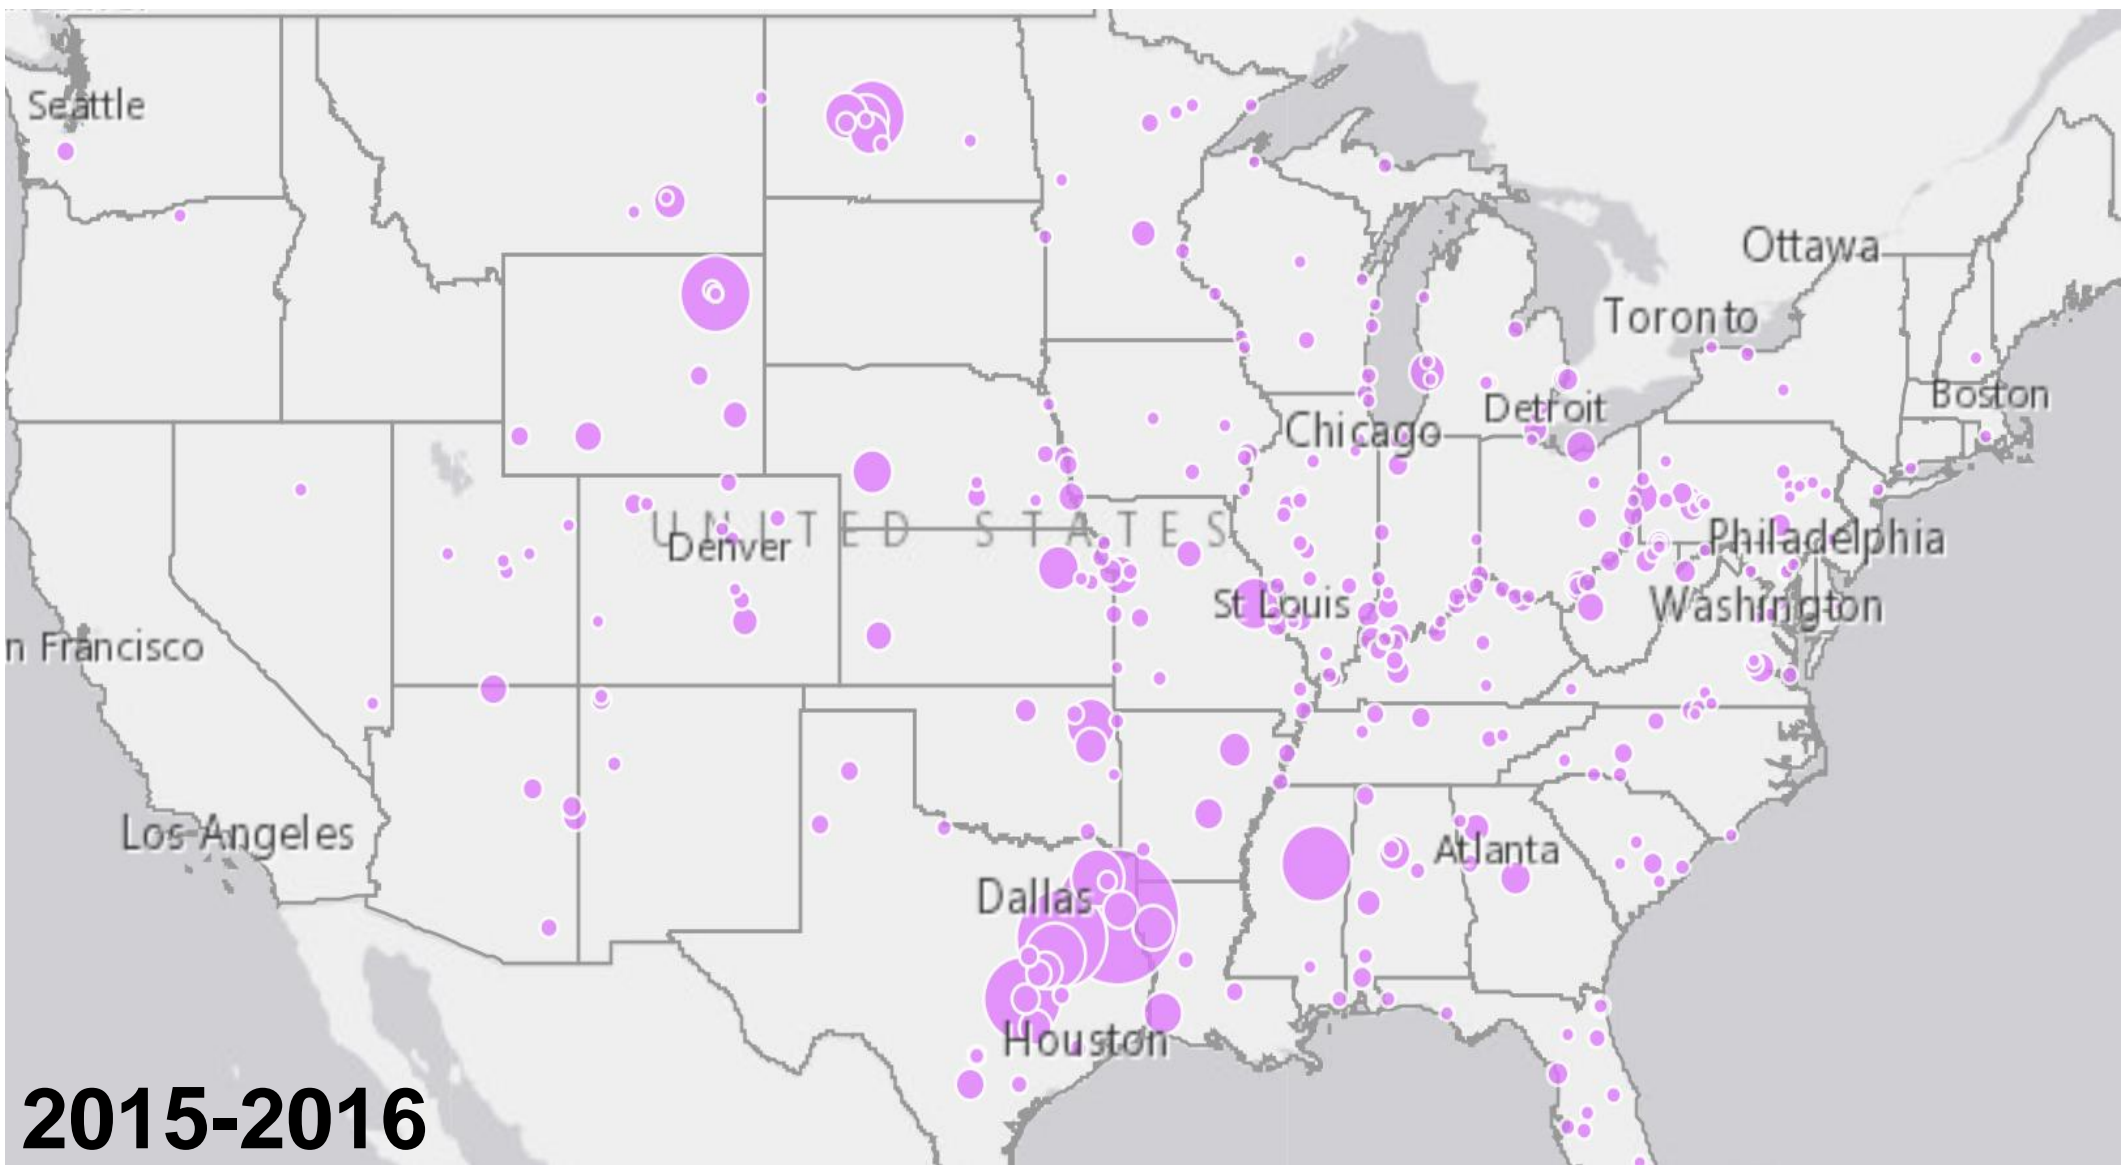 Seattle
Ottawa
Toronto
Boston
Detroit
Chicago
UNITED STATES
Denver
Philadelphia
St Louis
Washington
n Francisco
Los Angeles
Atlanta
Dallas
Houston
2015-2016